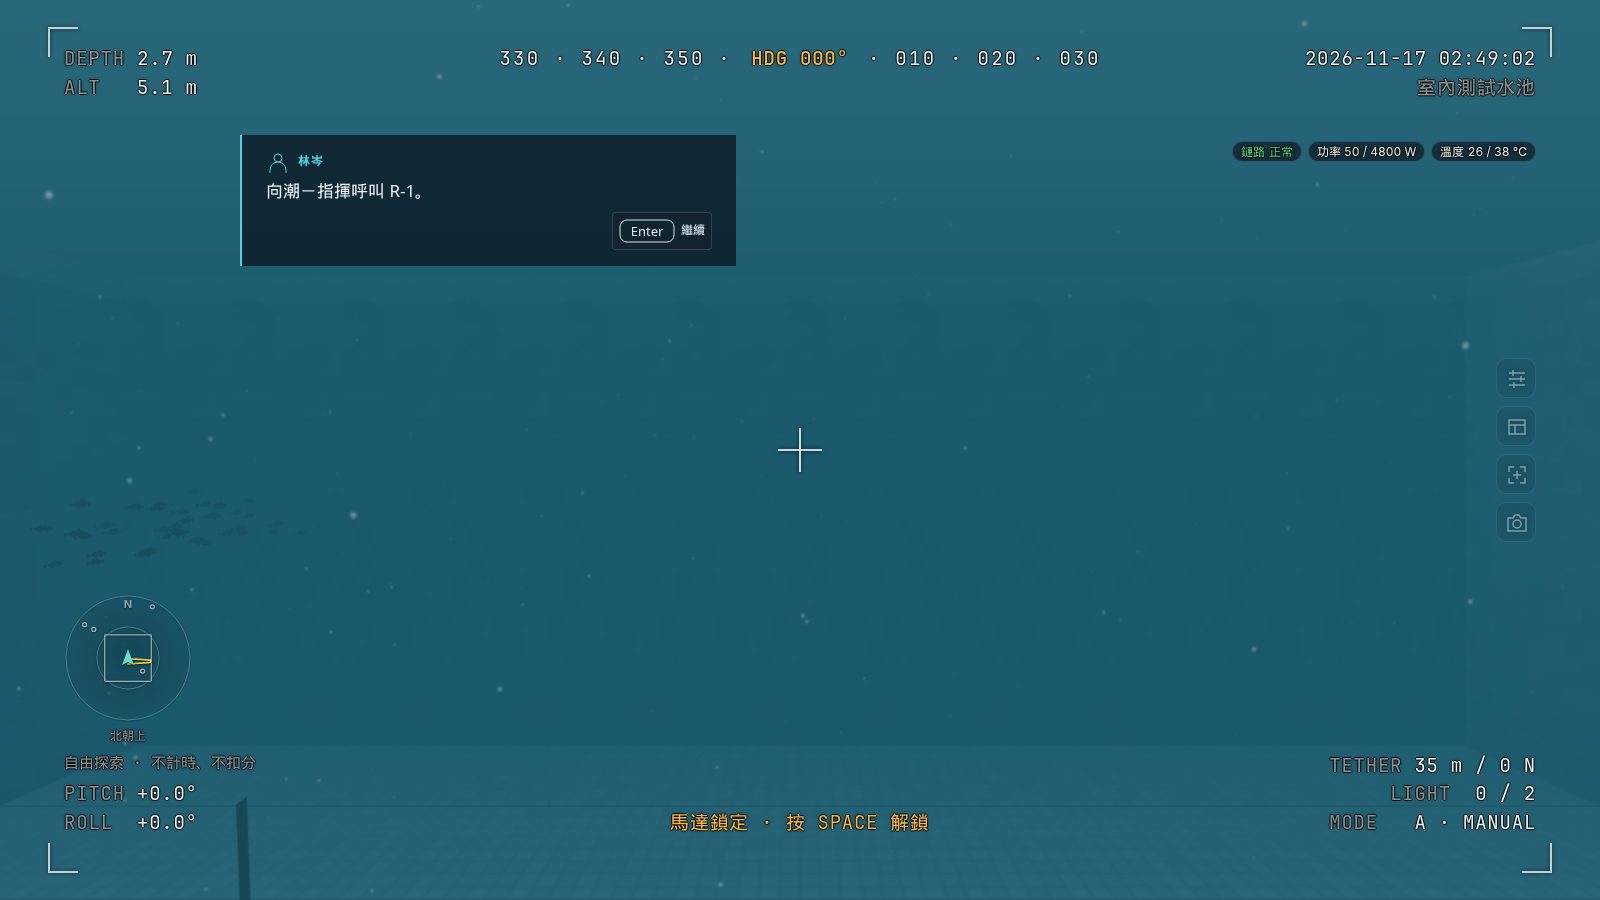 DEPTH 2.7 m
ALT 5.1 m
330 · 340 · 350 · HDG 000° · 010 · 020 · 030
2026-11-17 02:49:02
室內測試水池
林岑
向潮－指揮呼叫 R-1。
Enter 繼續
鏈路 正常
功率 50 / 4800 W
溫度 26 / 38 °C
N
北朝上
自由探索 · 不計時、不扣分
PITCH +0.0°
ROLL +0.0°
馬達鎖定 · 按 SPACE 解鎖
TETHER 35 m / 0 N
LIGHT 0 / 2
MODE A · MANUAL